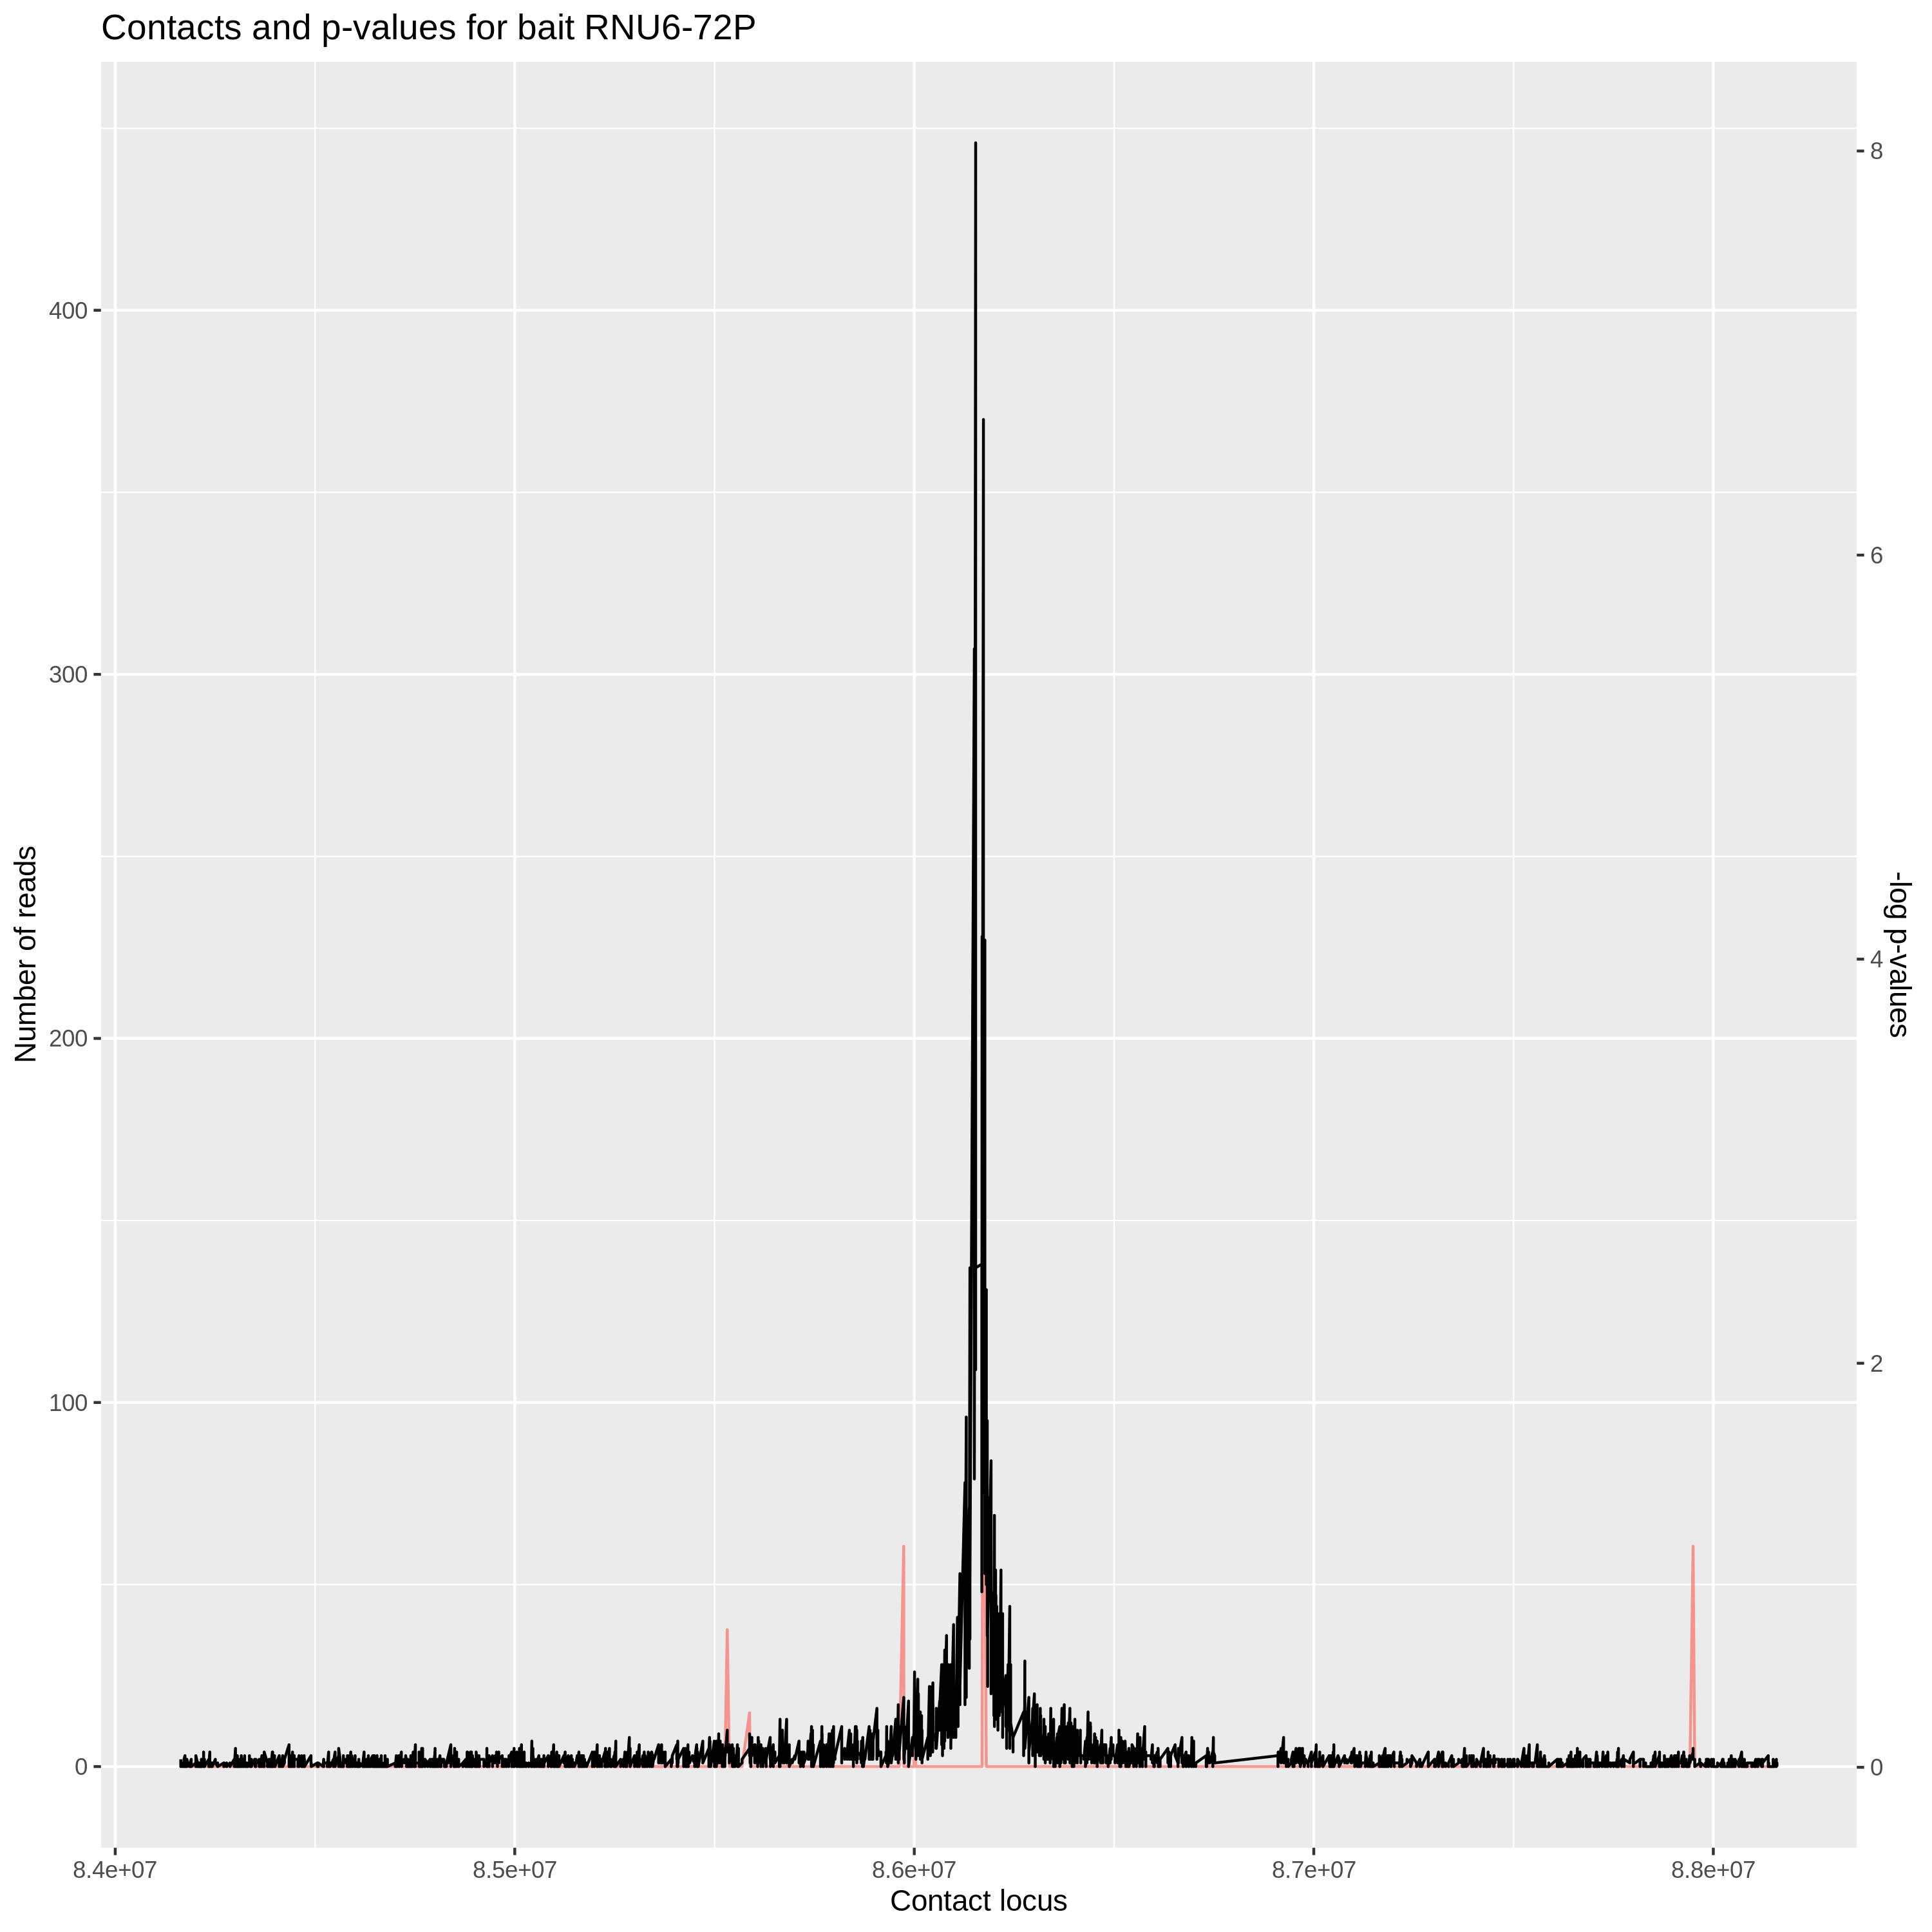 Contacts and p-values for bait RNU6-72P
Number of reads
400
300
200
100
0
8
6
4
2
0
-log p-values
8.4e+07 8.5e+07 8.6e+07 8.7e+07 8.8e+07
Contact locus